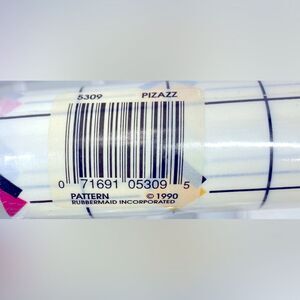 5309 PIZAZZ
0 71691 05309 5
PATTERN © 1990
RUBBERMAID INCORPORATED